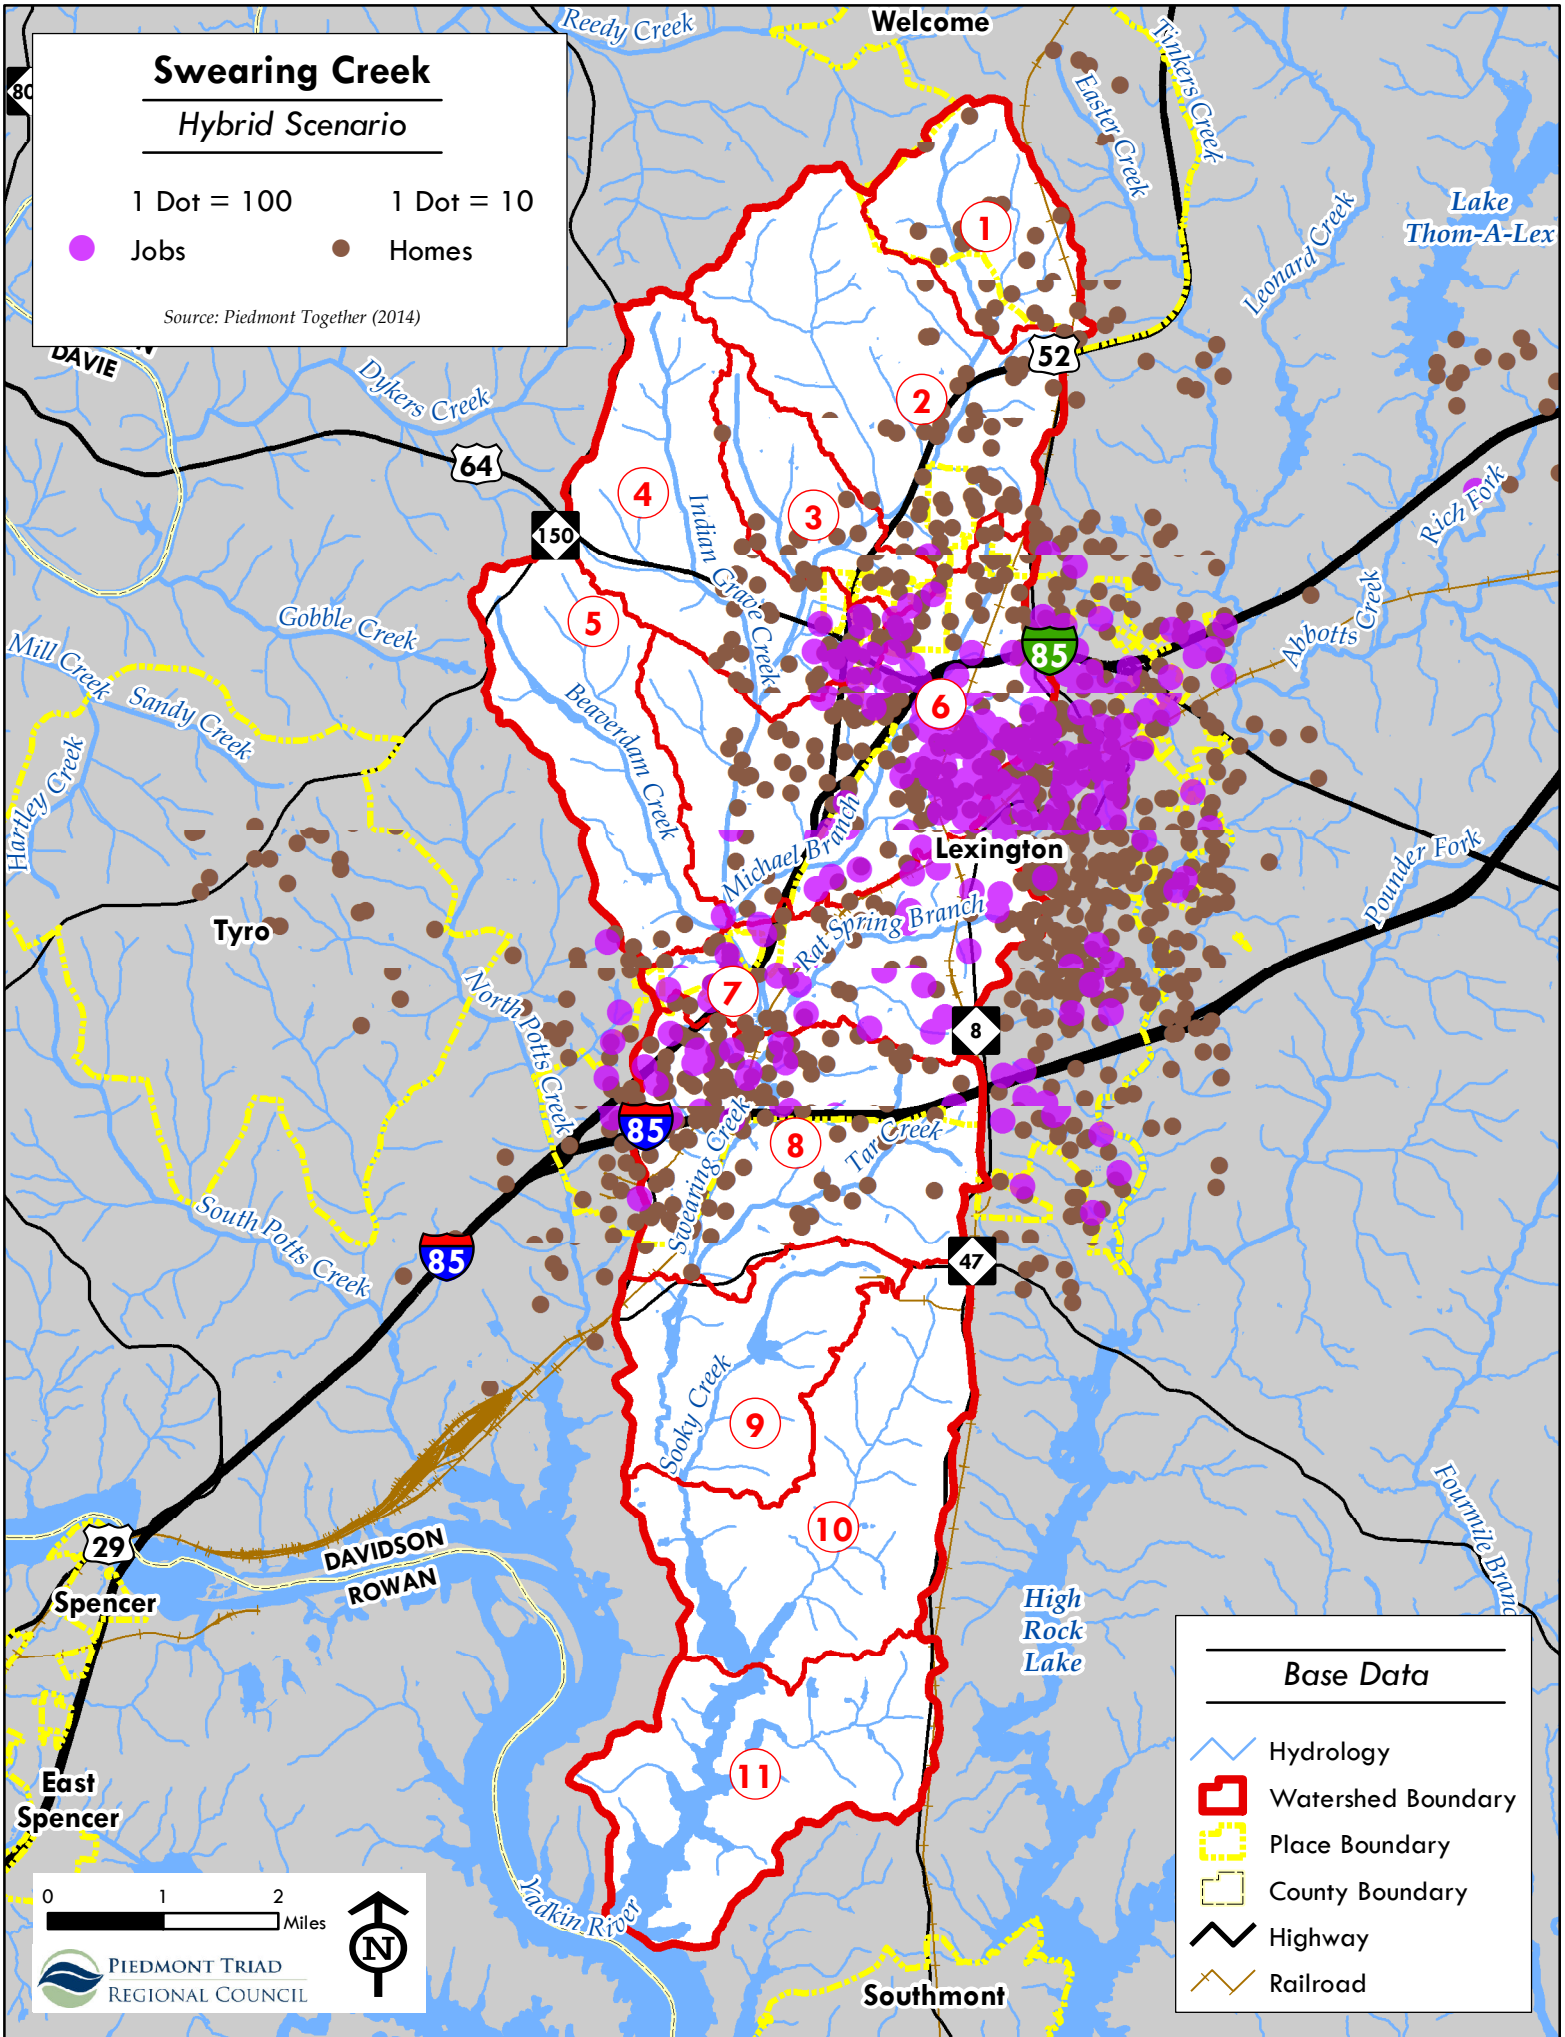 Swearing Creek
Hybrid Scenario
1 Dot = 100
1 Dot = 10
Jobs
Homes
Source: Piedmont Together (2014)
80
DAVIE
Welcome
Reedy Creek
Tinkers Creek
Easter Creek
Leonard Creek
Lake
Thom-A-Lex
Dykers Creek
52
64
150
1
2
3
4
5
Indian Grave Creek
Rich Fork
Abbotts Creek
Gobble Creek
Mill Creek
Sandy Creek
Hartley Creek
Beaverdam Creek
85
6
Michael Branch
Lexington
Pounder Fork
Rat Spring Branch
Tyro
North Potts Creek
7
8
85
8
Tar Creek
Swearing Creek
South Potts Creek
85
47
Sooky Creek
9
10
11
Fourmile Branc
29
DAVIDSON
ROWAN
Spencer
East
Spencer
High
Rock
Lake
Yadkin River
Southmont
Base Data
Hydrology
Watershed Boundary
Place Boundary
County Boundary
Highway
Railroad
0 1 2
Miles
N
PIEDMONT TRIAD
REGIONAL COUNCIL